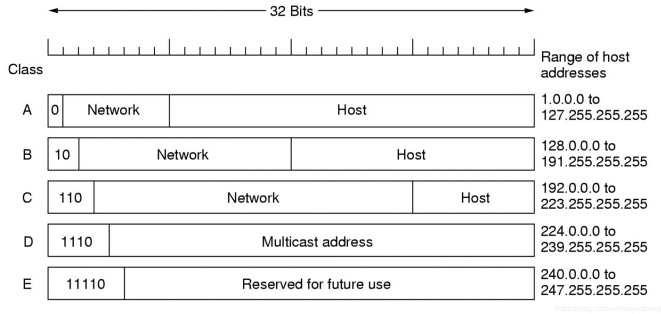 32 Bits
Class
Range of host
addresses
A
0
Network
Host
1.0.0.0 to
127.255.255.255
B
10
Network
Host
128.0.0.0 to
191.255.255.255
C
110
Network
Host
192.0.0.0 to
223.255.255.255
D
1110
Multicast address
224.0.0.0 to
239.255.255.255
E
11110
Reserved for future use
240.0.0.0 to
247.255.255.255